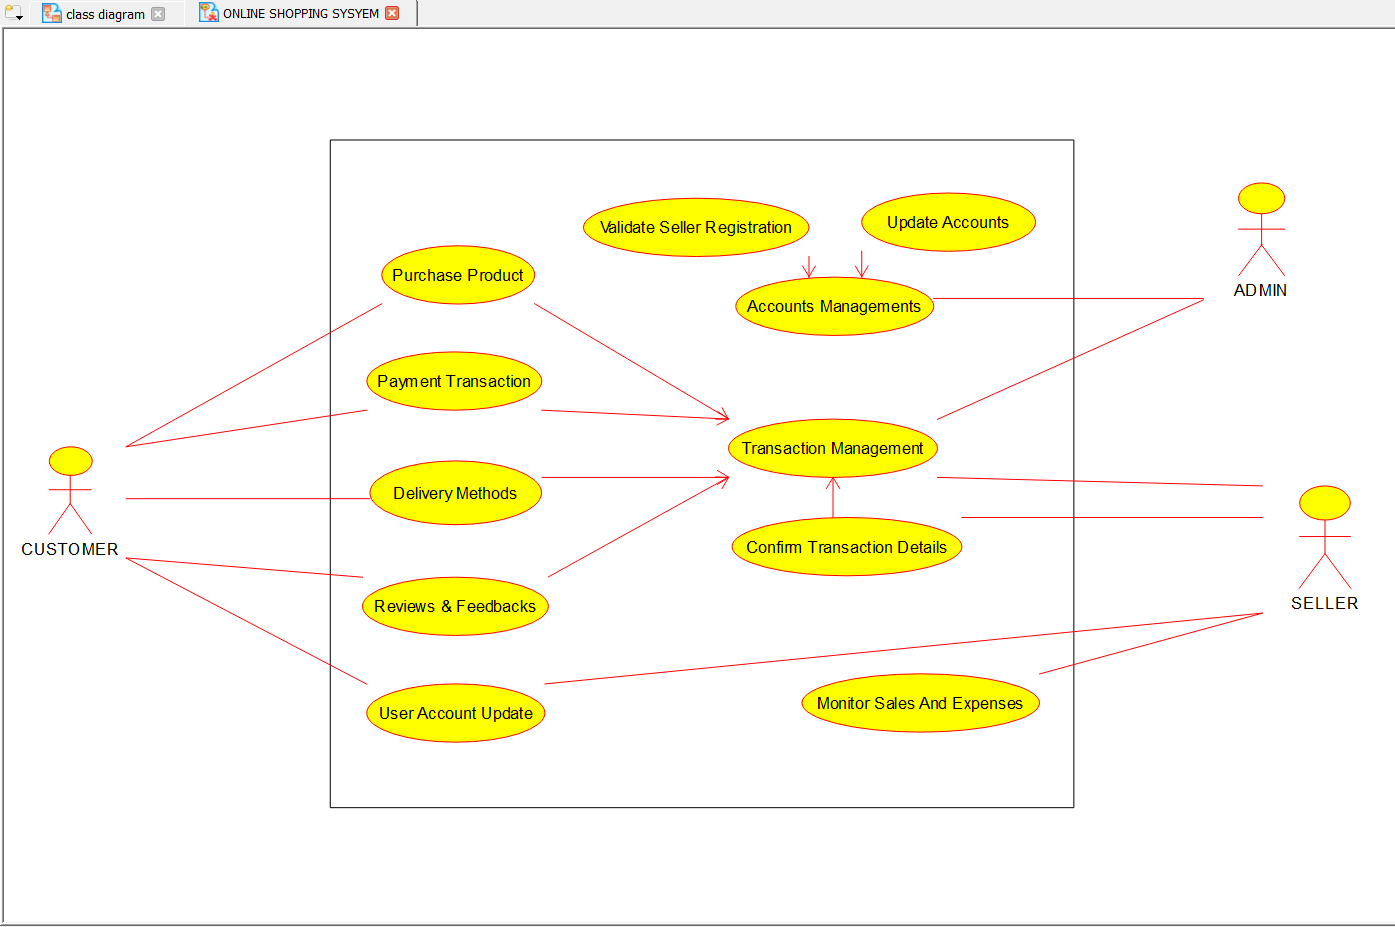 class diagram
ONLINE SHOPPING SYSYEM
Validate Seller Registration
Update Accounts
Purchase Product
Accounts Managements
ADMIN
Payment Transaction
Transaction Management
Delivery Methods
CUSTOMER
Confirm Transaction Details
SELLER
Reviews & Feedbacks
User Account Update
Monitor Sales And Expenses